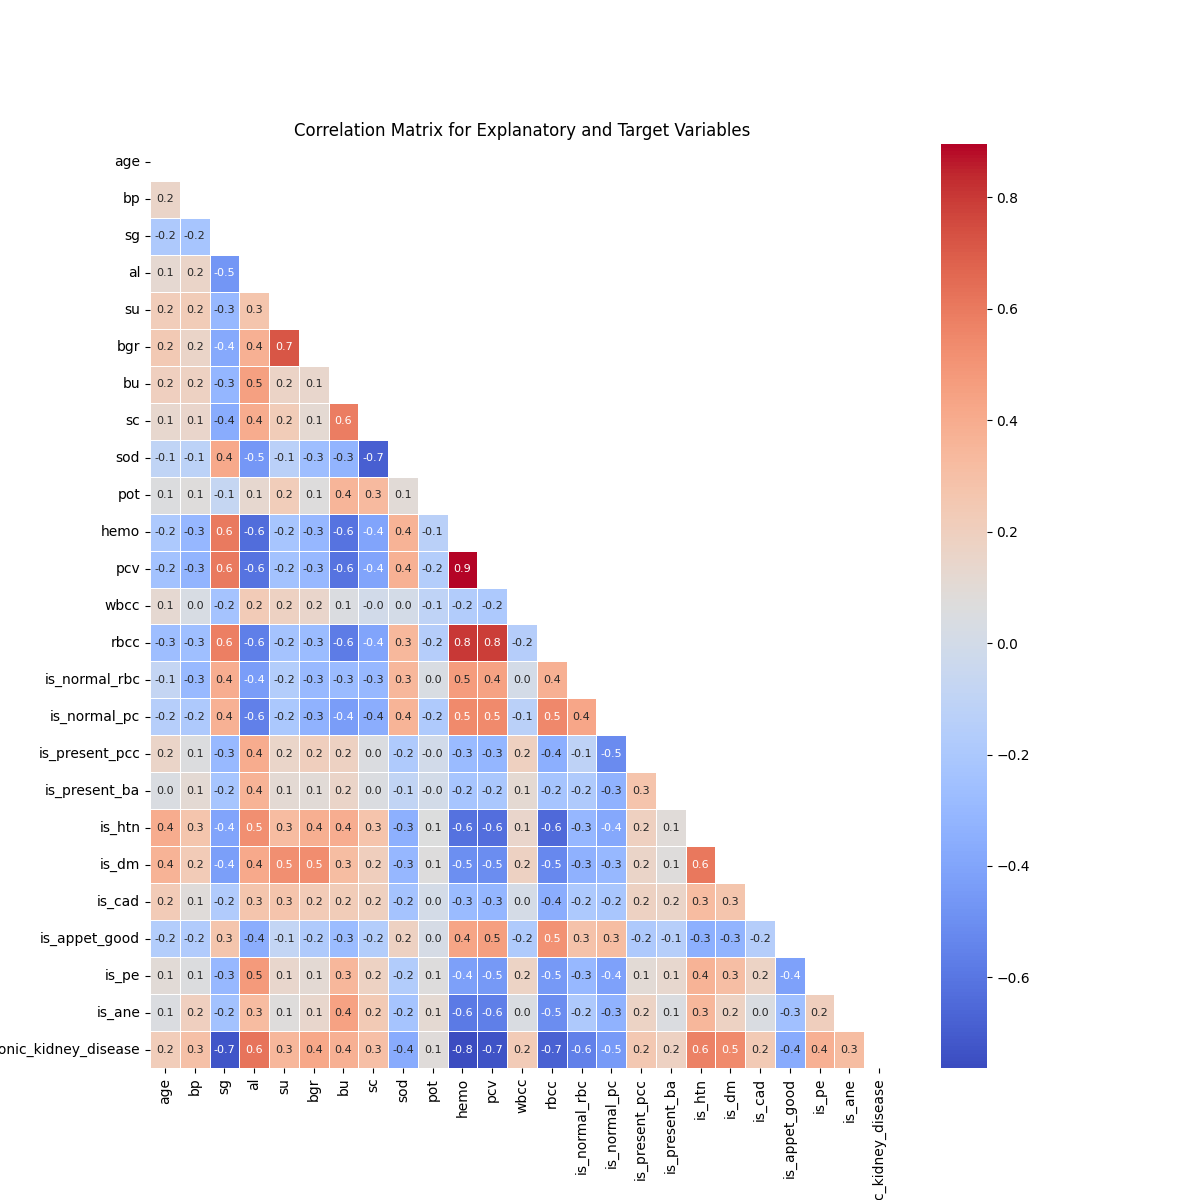 Correlation Matrix for Explanatory and Target Variables
age
bp 0.2
sg -0.2 -0.2
al 0.1 0.2 -0.5
su 0.2 0.2 -0.3 0.3
bgr 0.2 0.2 -0.4 0.4 0.7
bu 0.2 0.2 -0.3 0.5 0.2 0.1
sc 0.1 0.1 -0.4 0.4 0.2 0.1 0.6
sod -0.1 -0.1 0.4 -0.5 -0.1 -0.3 -0.3 -0.7
pot 0.1 0.1 -0.1 0.1 0.2 0.1 0.4 0.3 0.1
hemo -0.2 -0.3 0.6 -0.6 -0.2 -0.3 -0.6 -0.4 0.4 -0.1
pcv -0.2 -0.3 0.6 -0.6 -0.2 -0.3 -0.6 -0.4 0.4 -0.2 0.9
wbcc 0.1 0.0 -0.2 0.2 0.2 0.2 0.1 -0.0 0.0 -0.1 -0.2 -0.2
rbcc -0.3 -0.3 0.6 -0.6 -0.2 -0.3 -0.6 -0.4 0.3 -0.2 0.8 0.8 -0.2
is_normal_rbc -0.1 -0.3 0.4 -0.4 -0.2 -0.3 -0.3 -0.3 0.3 0.0 0.5 0.4 0.0 0.4
is_normal_pc -0.2 -0.2 0.4 -0.6 -0.2 -0.3 -0.4 -0.4 0.4 -0.2 0.5 0.5 -0.1 0.5 0.4
is_present_pcc 0.2 0.1 -0.3 0.4 0.2 0.2 0.2 0.0 -0.2 -0.0 -0.3 -0.3 0.2 -0.4 -0.1 -0.5
is_present_ba 0.0 0.1 -0.2 0.4 0.1 0.1 0.2 0.0 -0.1 -0.0 -0.2 -0.2 0.1 -0.2 -0.2 -0.3 0.3
is_htn 0.4 0.3 -0.4 0.5 0.3 0.4 0.4 0.3 -0.3 0.1 -0.6 -0.6 0.1 -0.6 -0.3 -0.4 0.2 0.1
is_dm 0.4 0.2 -0.4 0.4 0.5 0.5 0.3 0.2 -0.3 0.1 -0.5 -0.5 0.2 -0.5 -0.3 -0.3 0.2 0.1 0.6
is_cad 0.2 0.1 -0.2 0.3 0.3 0.2 0.2 0.2 -0.2 0.0 -0.3 -0.3 0.0 -0.4 -0.2 -0.2 0.2 0.2 0.3 0.3
is_appet_good -0.2 -0.2 0.3 -0.4 -0.1 -0.2 -0.3 -0.2 0.2 0.0 0.4 0.5 -0.2 0.5 0.3 0.3 -0.2 -0.1 -0.3 -0.3 -0.2
is_pe 0.1 0.1 -0.3 0.5 0.1 0.1 0.3 0.2 -0.2 0.1 -0.4 -0.5 0.2 -0.5 -0.3 -0.4 0.1 0.1 0.4 0.3 0.2 -0.4
is_ane 0.1 0.2 -0.2 0.3 0.1 0.1 0.4 0.2 -0.2 0.1 -0.6 -0.6 0.0 -0.5 -0.2 -0.3 0.2 0.1 0.3 0.2 0.0 -0.3 0.2
onic_kidney_disease 0.2 0.3 -0.7 0.6 0.3 0.4 0.4 0.3 -0.4 0.1 -0.8 -0.7 0.2 -0.7 -0.6 -0.5 0.2 0.2 0.6 0.5 0.2 -0.4 0.4 0.3
age bp sg al su bgr bu sc sod pot hemo pcv wbcc rbcc is_normal_rbc is_normal_pc is_present_pcc is_present_ba is_htn is_dm is_cad is_appet_good is_pe is_ane c_kidney_disease
0.8
0.6
0.4
0.2
0.0
−0.2
−0.4
−0.6